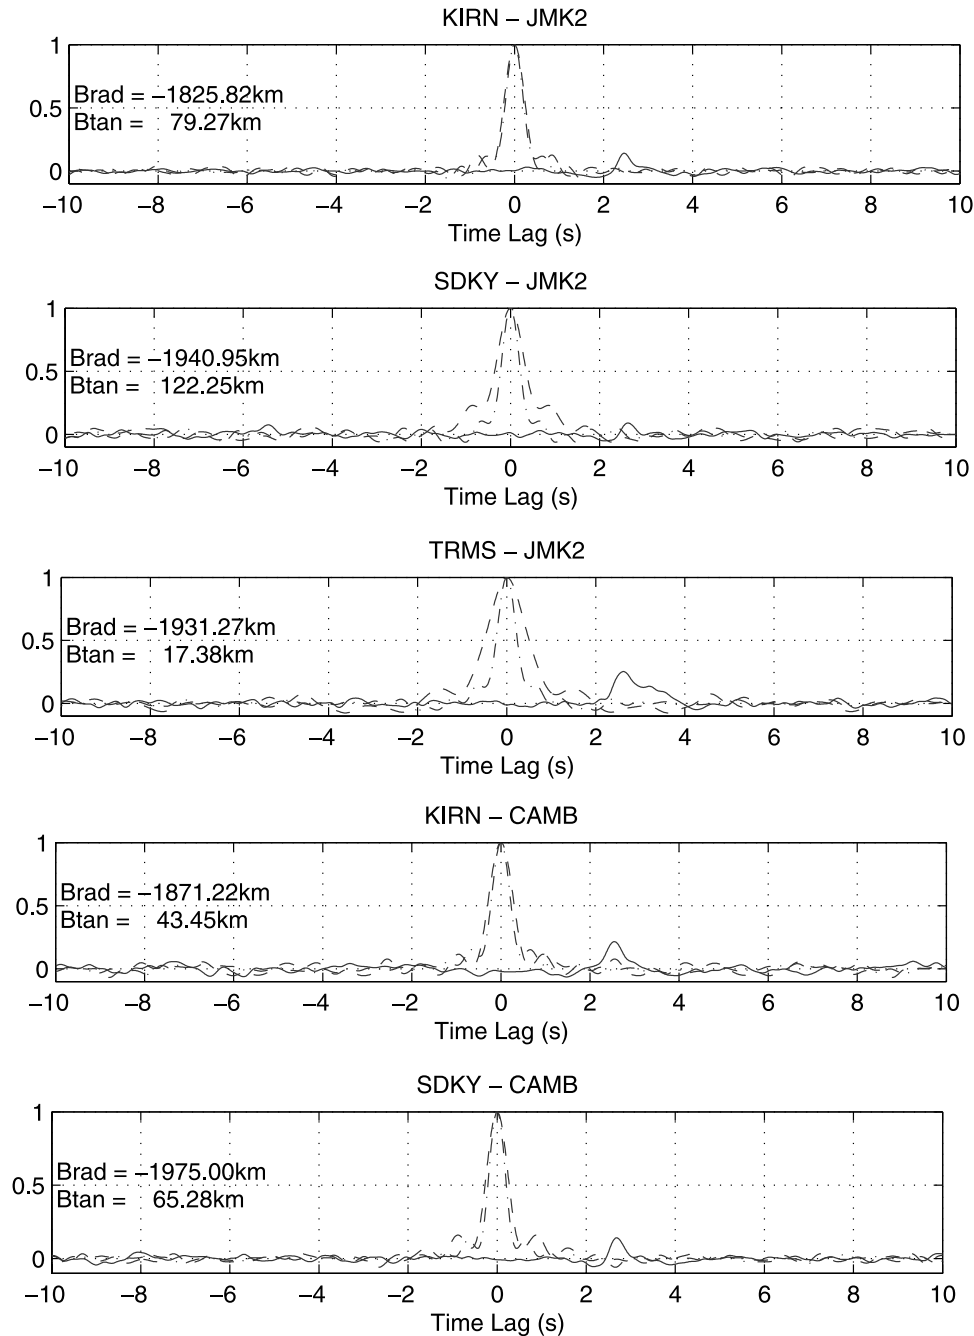 KIRN – JMK2
1
0.5
0
Brad = −1825.82km
Btan = 79.27km
−10 −8 −6 −4 −2 0 2 4 6 8 10
Time Lag (s)
SDKY – JMK2
1
0.5
0
Brad = −1940.95km
Btan = 122.25km
−10 −8 −6 −4 −2 0 2 4 6 8 10
Time Lag (s)
TRMS – JMK2
1
0.5
0
Brad = −1931.27km
Btan = 17.38km
−10 −8 −6 −4 −2 0 2 4 6 8 10
Time Lag (s)
KIRN – CAMB
1
0.5
0
Brad = −1871.22km
Btan = 43.45km
−10 −8 −6 −4 −2 0 2 4 6 8 10
Time Lag (s)
SDKY – CAMB
1
0.5
0
Brad = −1975.00km
Btan = 65.28km
−10 −8 −6 −4 −2 0 2 4 6 8 10
Time Lag (s)